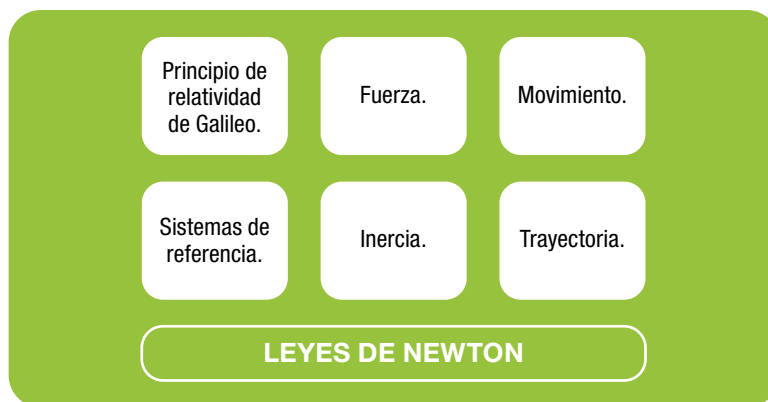 Principio de
relatividad
de Galileo.
Fuerza.
Movimiento.
Sistemas de
referencia.
Inercia.
Trayectoria.
LEYES DE NEWTON